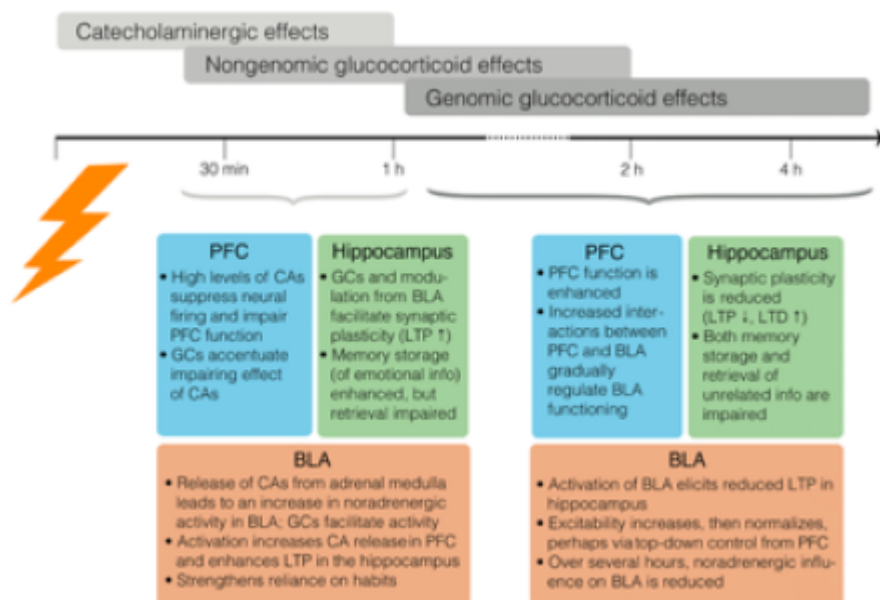 Catecholaminergic effects
Nongenomic glucocorticoid effects
Genomic glucocorticoid effects
30 min
1 h
2 h
4 h
PFC
• High levels of CAs
suppress neural
firing and impair
PFC function
• GCs accentuate
impairing effect
of CAs
Hippocampus
• GCs and modu-
lation from BLA
facilitate synaptic
plasticity (LTP ↑)
• Memory storage
(of emotional info)
enhanced, but
retrieval impaired
BLA
• Release of CAs from adrenal medulla
leads to an increase in noradrenergic
activity in BLA; GCs facilitate activity
• Activation increases CA release in PFC
and enhances LTP in the hippocampus
• Strengthens reliance on habits
PFC
• PFC function is
enhanced
• Increased inter-
actions between
PFC and BLA
gradually
regulate BLA
functioning
Hippocampus
• Synaptic plasticity
is reduced
(LTP ↓, LTD ↑)
• Both memory
storage and
retrieval of
unrelated info are
impaired
BLA
• Activation of BLA elicits reduced LTP in
hippocampus
• Excitability increases, then normalizes,
perhaps via top-down control from PFC
• Over several hours, noradrenergic influ-
ence on BLA is reduced